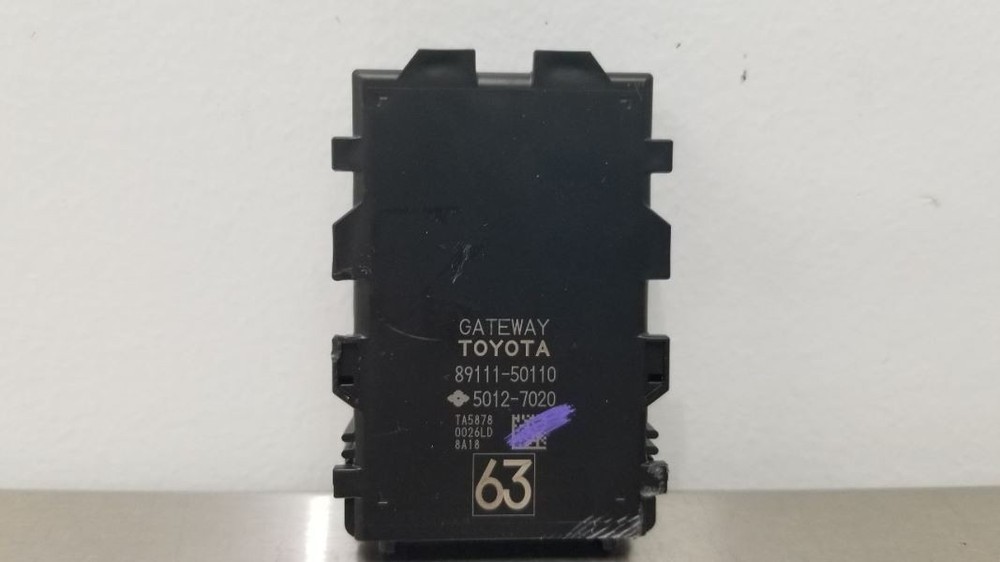 GATEWAY
TOYOTA
89111-50110
5012-7020
TA5878
0026LD
8A18
63